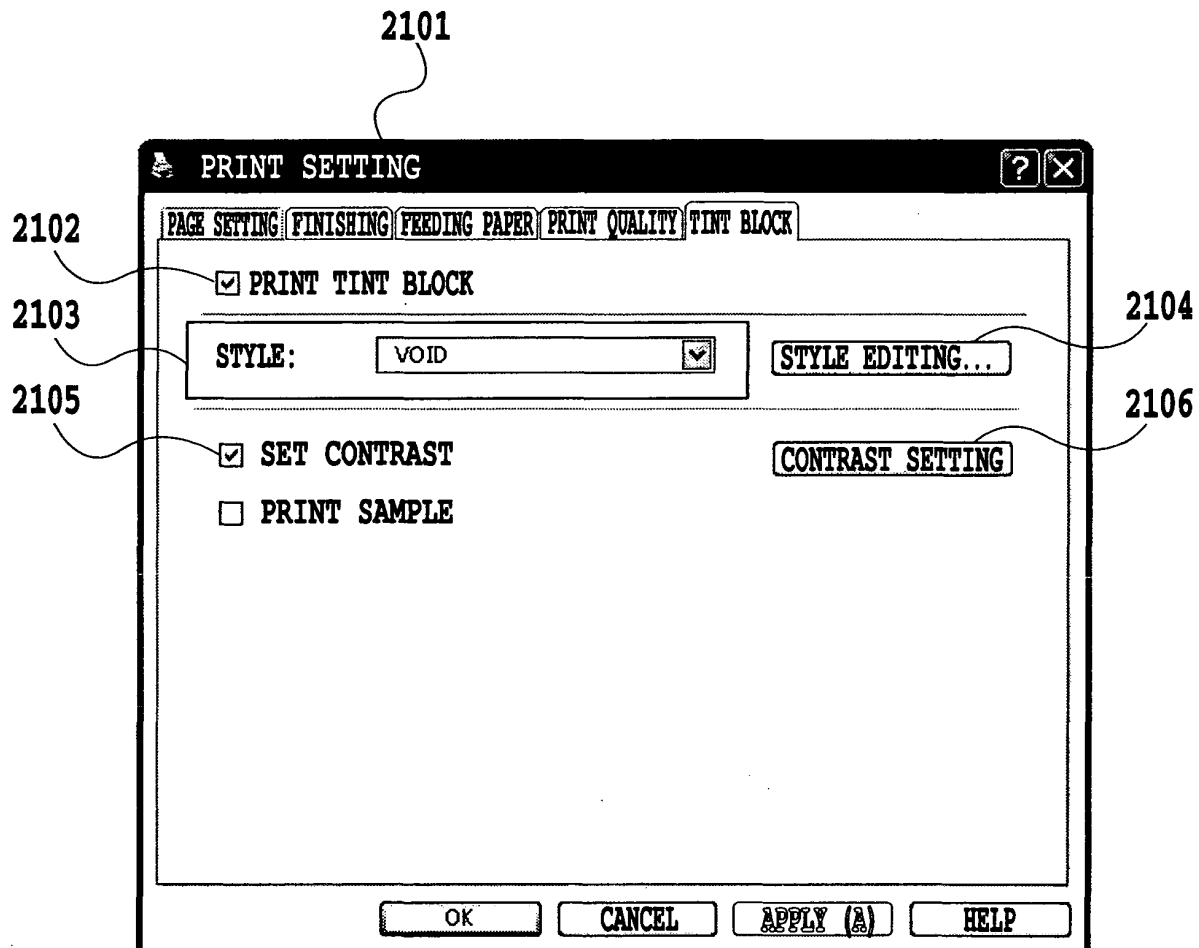 2101
PRINT SETTING
PAGE SETTING FINISHING FEEDING PAPER PRINT QUALITY TINT BLOCK
2102
PRINT TINT BLOCK
2103
STYLE: VOID
2104
STYLE EDITING...
2105
SET CONTRAST
2106
CONTRAST SETTING
PRINT SAMPLE
OK CANCEL APPLY (A) HELP